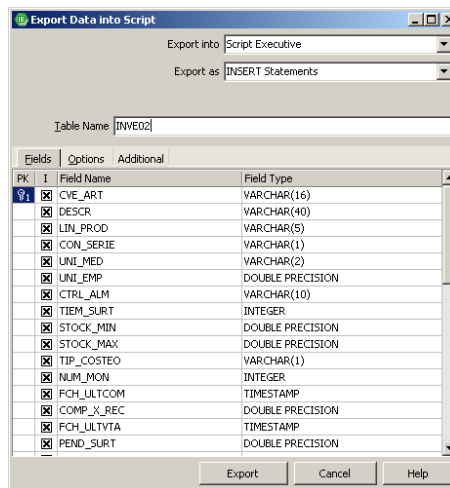 Export Data into Script
Export into Script Executive
Export as INSERT Statements
Table Name INVE02
Fields Options Additional
PK I Field Name Field Type
1 CVE_ART VARCHAR(16)
DESCR VARCHAR(40)
LIN_PROD VARCHAR(5)
CON_SERIE VARCHAR(1)
UNI_MED VARCHAR(2)
UNI_EMP DOUBLE PRECISION
CTRL_ALM VARCHAR(10)
TIEM_SURT INTEGER
STOCK_MIN DOUBLE PRECISION
STOCK_MAX DOUBLE PRECISION
TIP_COSTEO VARCHAR(1)
NUM_MON INTEGER
FCH_ULTCOM TIMESTAMP
COMP_X_REC DOUBLE PRECISION
FCH_ULTVTA TIMESTAMP
PEND_SURT DOUBLE PRECISION
Export Cancel Help